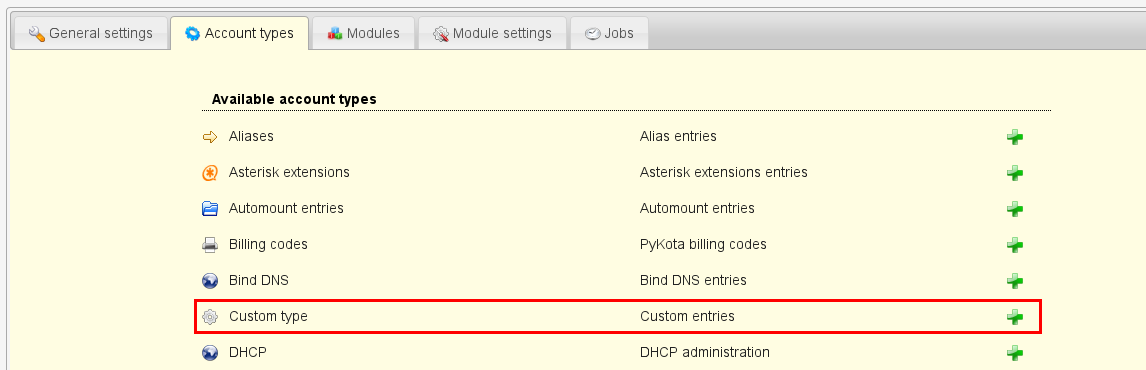 General settings Account types Modules Module settings Jobs
Available account types
Aliases Alias entries
Asterisk extensions Asterisk extensions entries
Automount entries Automount entries
Billing codes PyKota billing codes
Bind DNS Bind DNS entries
Custom type Custom entries
DHCP DHCP administration